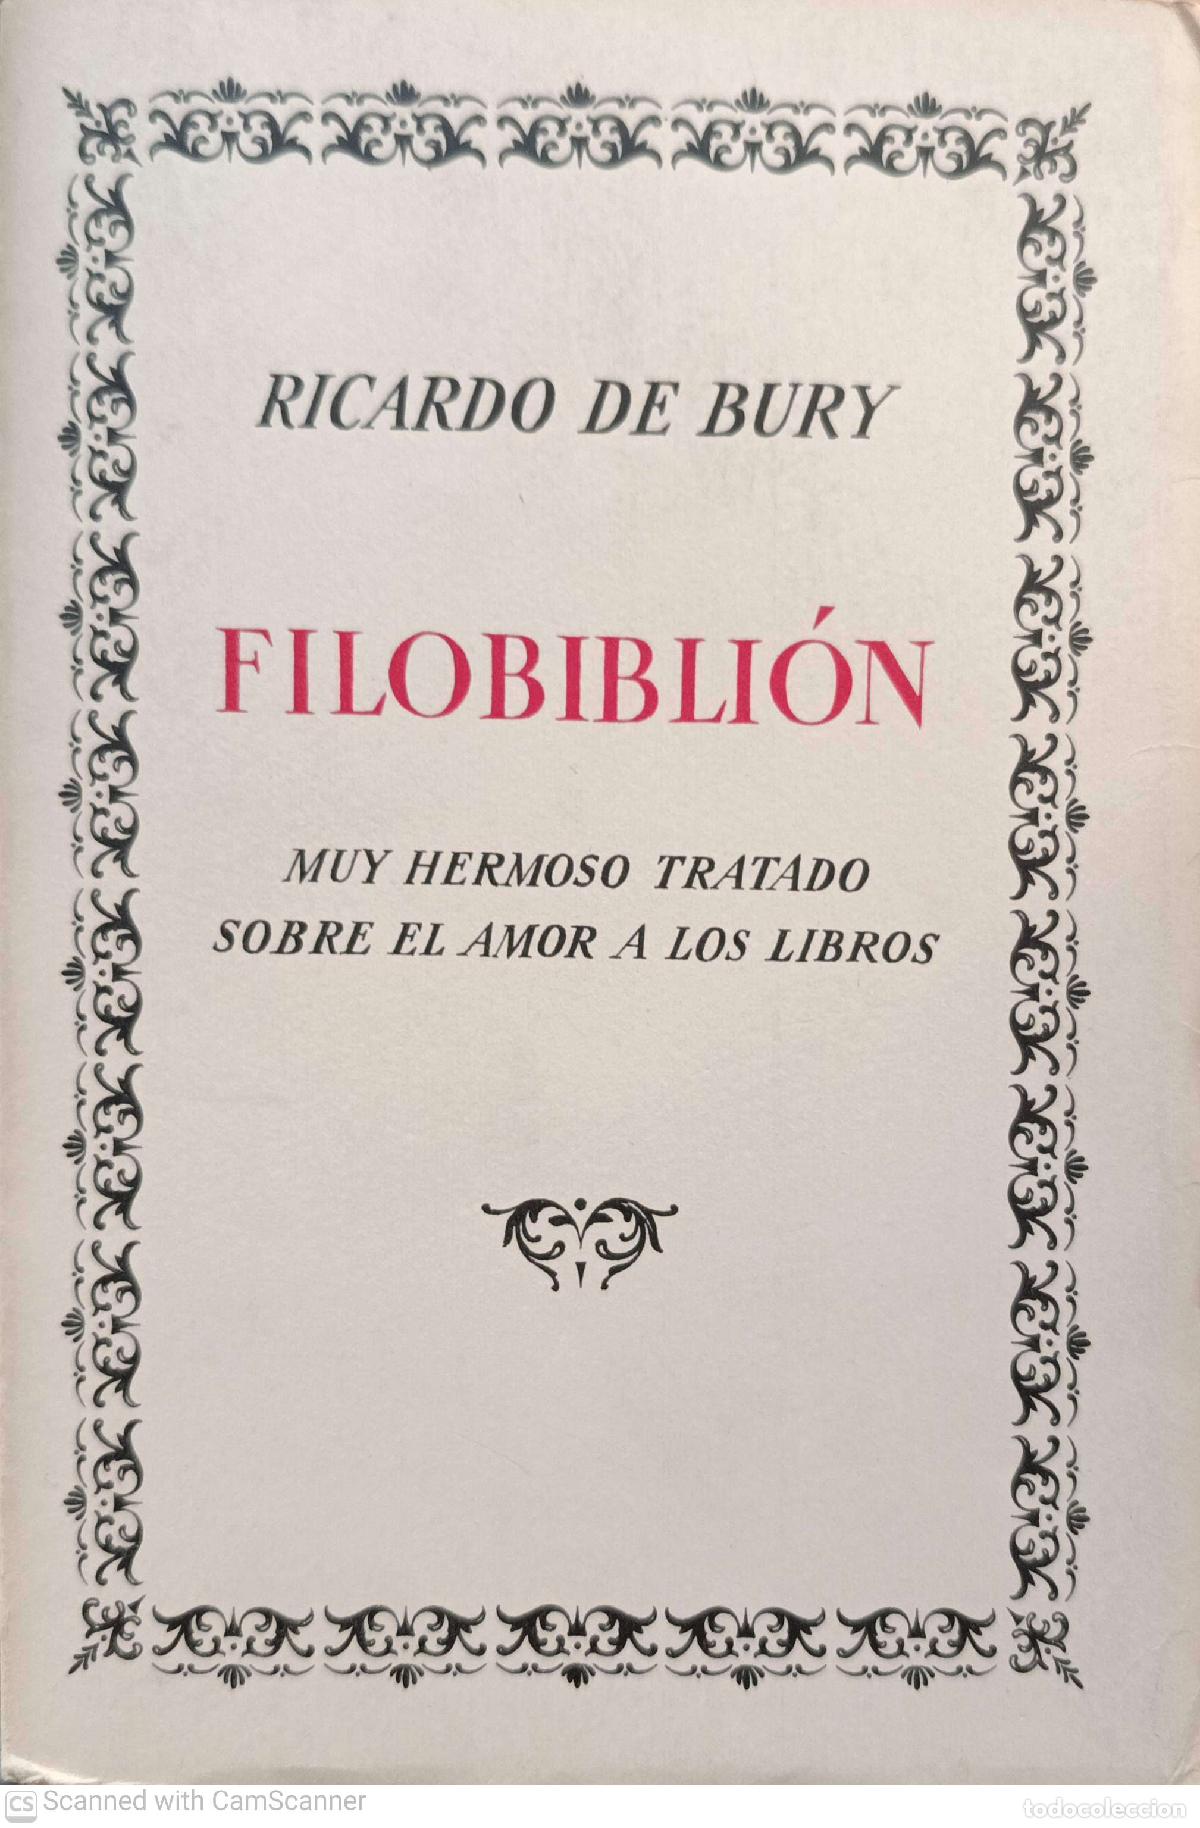 RICARDO DE BURY
FILOBIBLIÓN
MUY HERMOSO TRATADO
SOBRE EL AMOR A LOS LIBROS
CS Scanned with CamScanner
todocoleccion